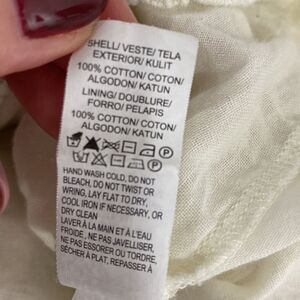 SHELL/ VESTE/ TELA
EXTERIOR/ KULIT
100% COTTON/ COTON/
ALGODON/ KATUN
LINING/ DOUBLURE/
FORRO/ PELAPIS
100% COTTON/ COTON/
ALGODON/ KATUN
HAND WASH COLD, DO NOT
BLEACH, DO NOT TWIST OR
WRING, LAY FLAT TO DRY,
COOL IRON IF NECESSARY, OR
DRY CLEAN
LAVER À LA MAIN ET À L'EAU
FROIDE , NE PAS JAVELLISER,
NE PAS ESSORER OU TORDRE,
SÉCHER À PLAT, REPASSER À